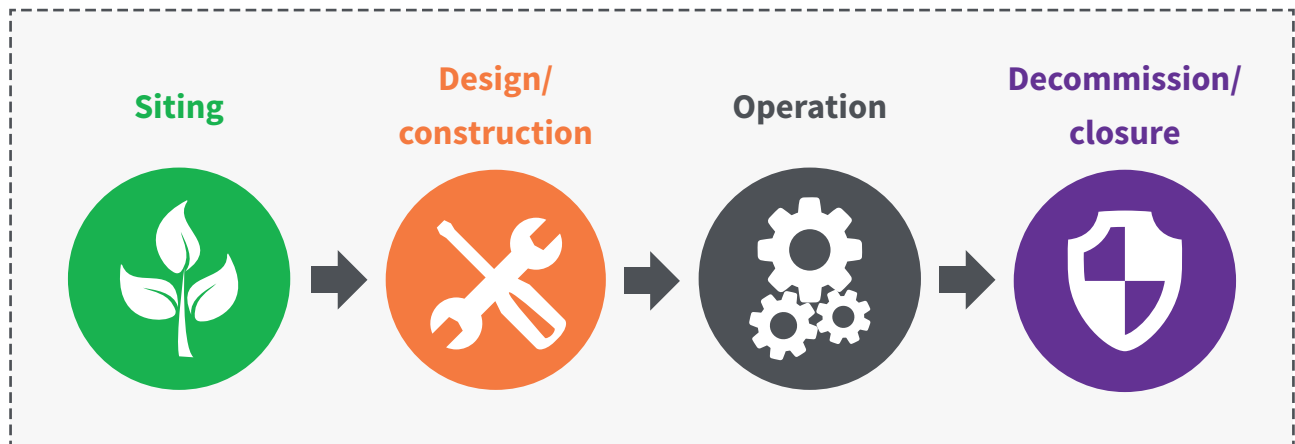 Siting
Design/
construction
Operation
Decommission/
closure